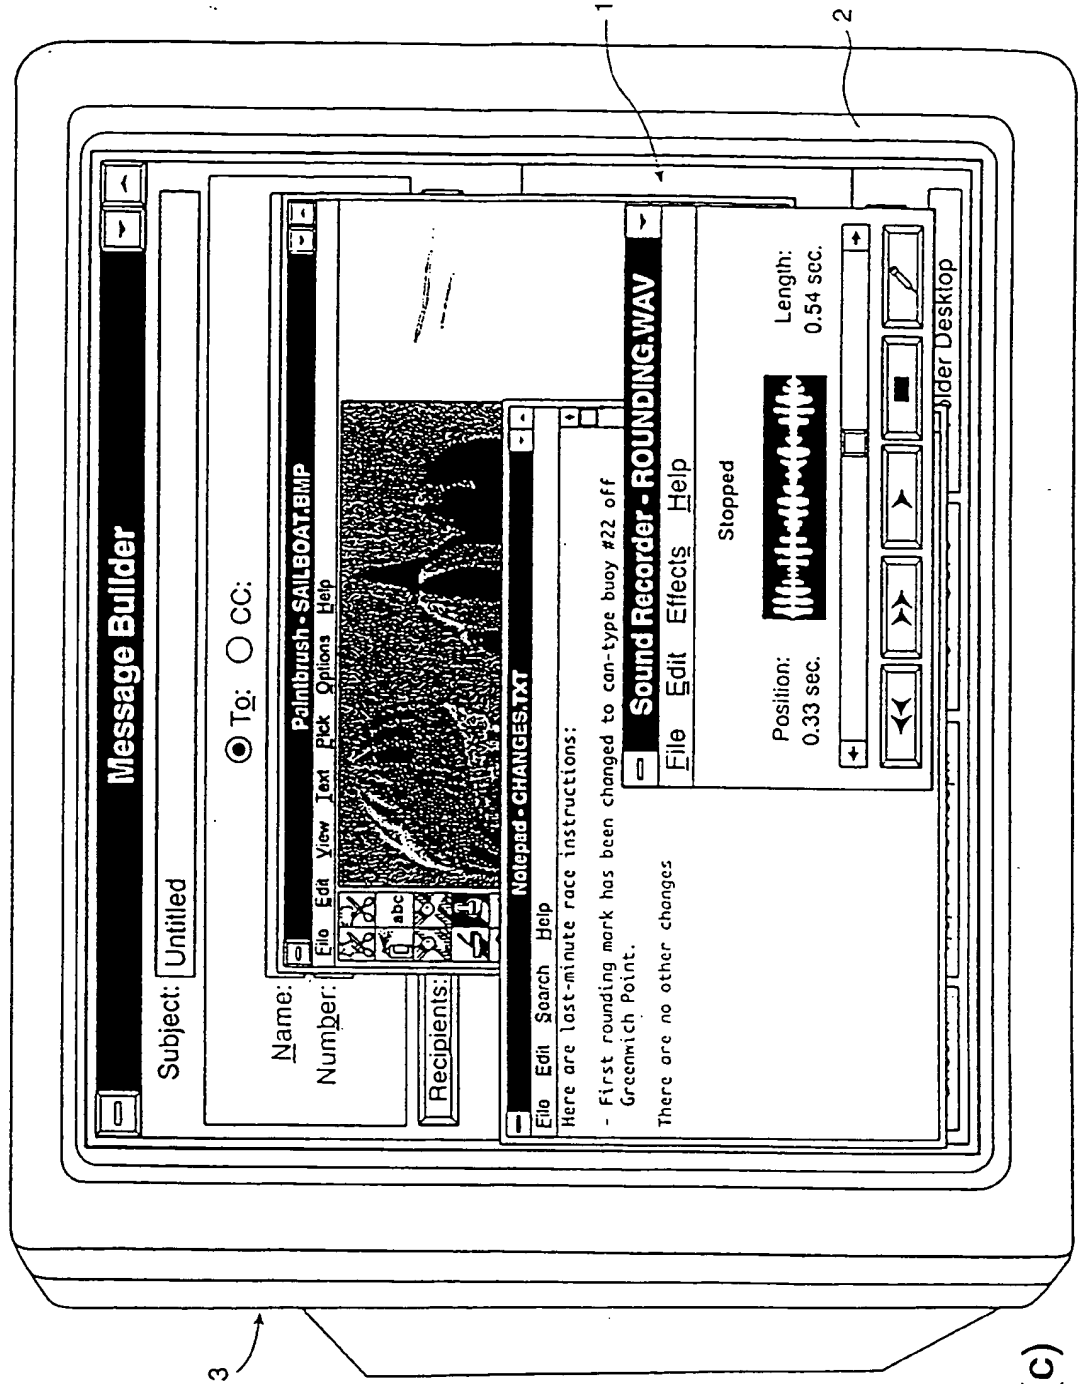 1
2
3
Message Builder
Subject: Untitled
To: CC:
Name:
Number:
Recipients:
Paintbrush - SAILBOAT.BMP
File Edit View Text Pick Options Help
abc
Notepad - CHANGES.TXT
File Edit Search Help
Here are last-minute race instructions:
- First rounding mark has been changed to can-type buoy #22 off
Greenwich Point.
There are no other changes
Sound Recorder - ROUNDING.WAV
File Edit Effects Help
Stopped
Position: Length:
0.33 sec. 0.54 sec.
Desktop
c)